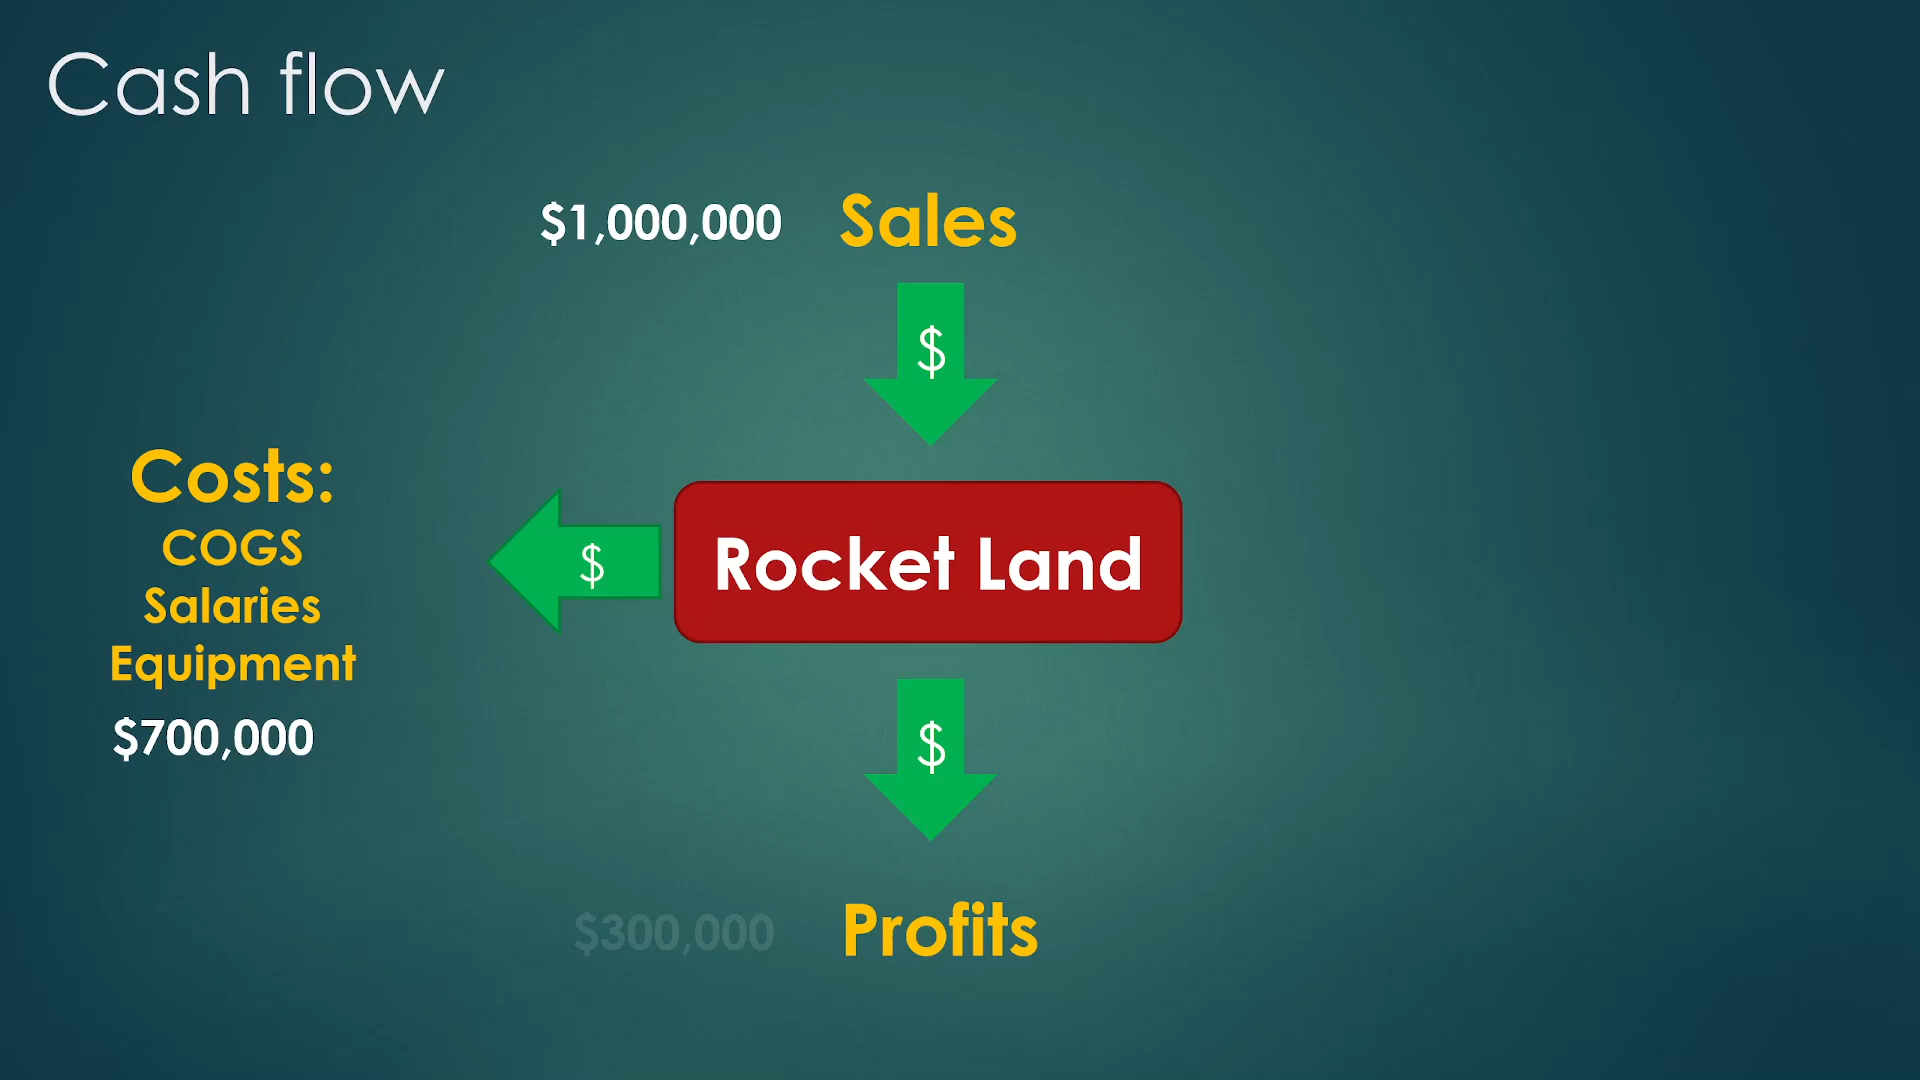 Cash flow
$1,000,000 Sales
$
Costs:
COGS
Salaries
Equipment
$700,000
$
Rocket Land
$
$300,000 Profits